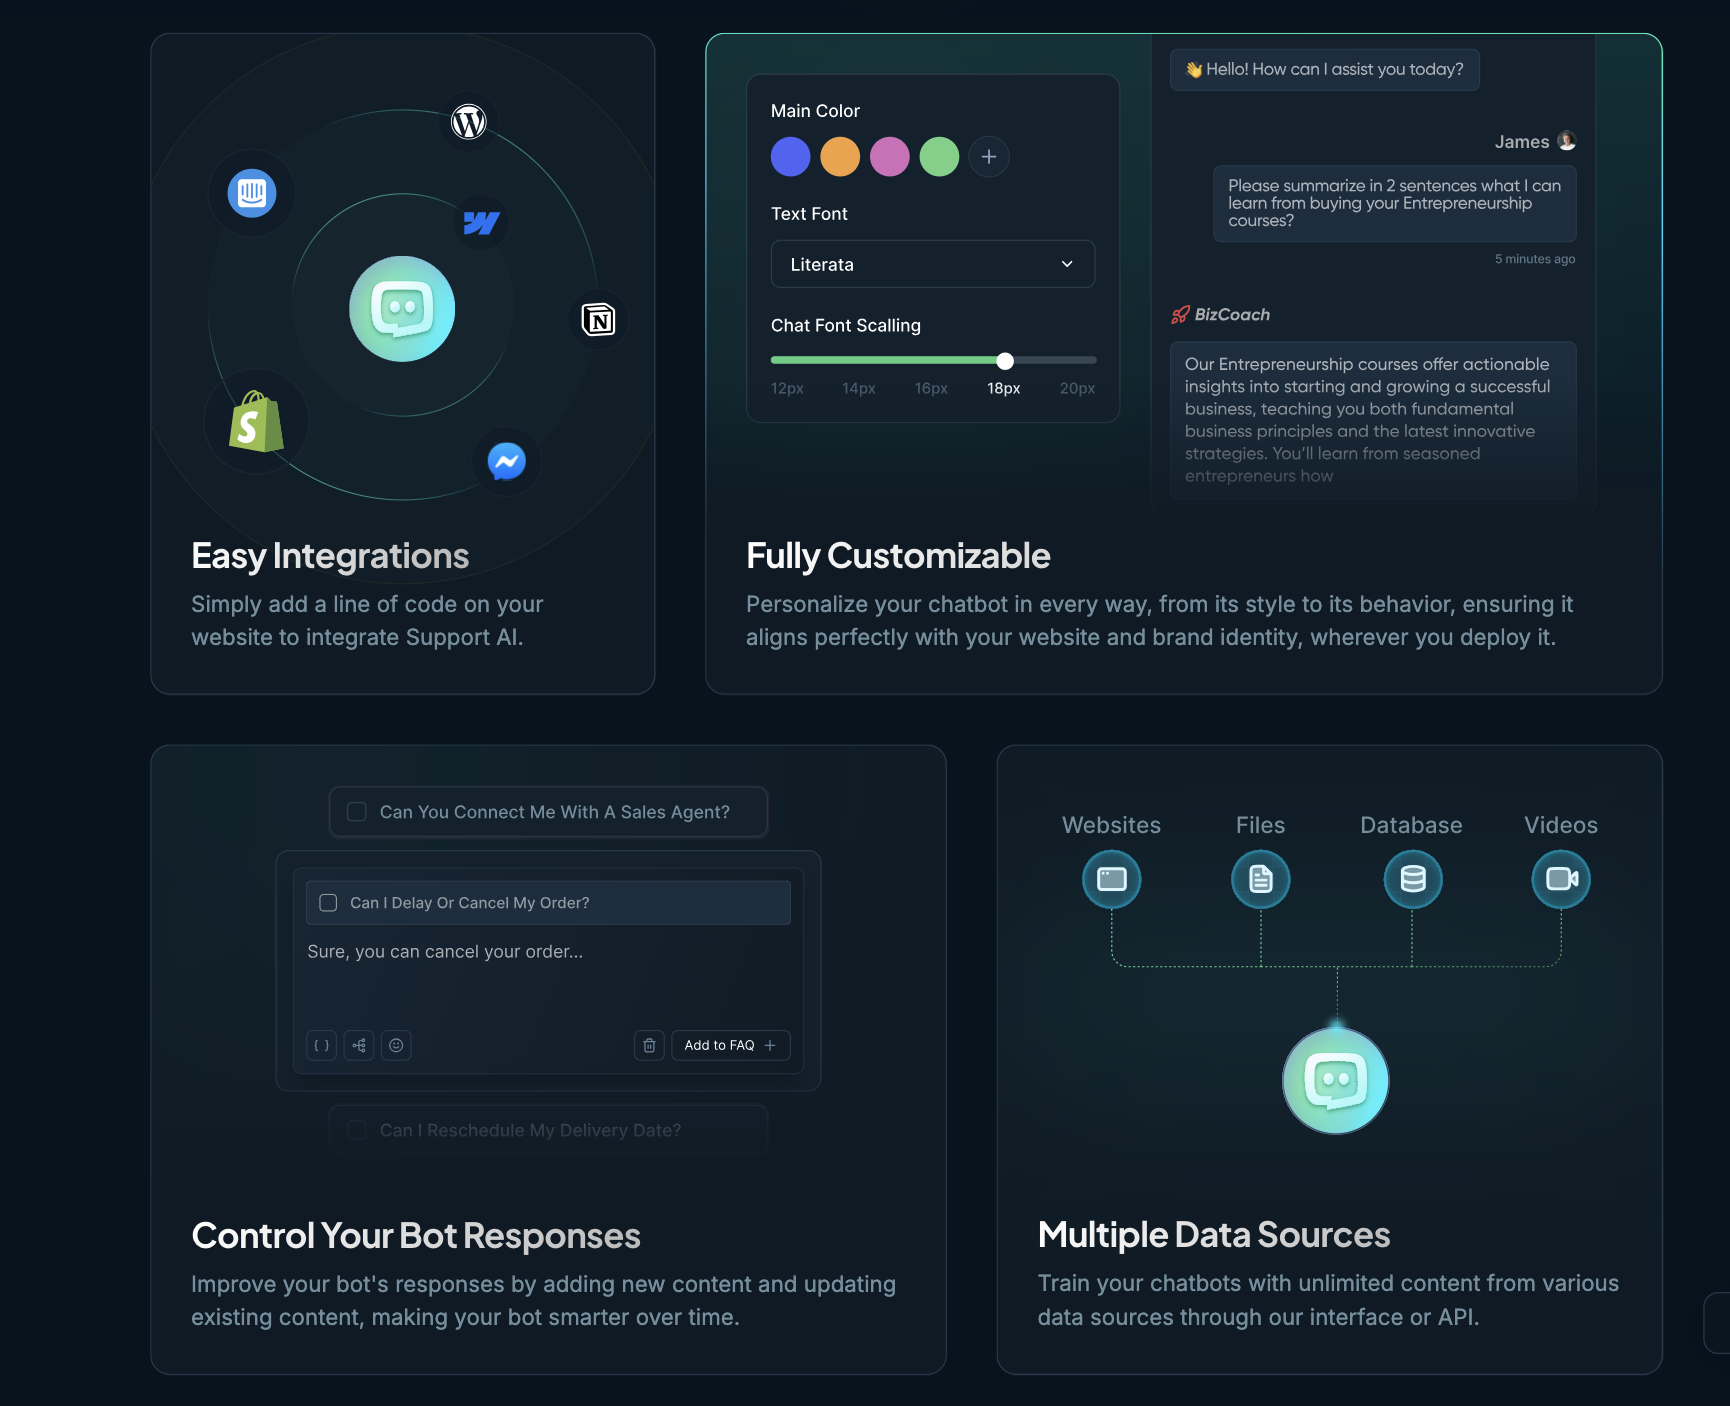 👋 Hello! How can I assist you today?
Main Color
James
Please summarize in 2 sentences what I can
learn from buying your Entrepreneurship
courses?
5 minutes ago
Text Font
Literata
Chat Font Scalling
12px 14px 16px 18px 20px
BizCoach
Our Entrepreneurship courses offer actionable
insights into starting and growing a successful
business, teaching you both fundamental
business principles and the latest innovative
strategies. You'll learn from seasoned
entrepreneurs how
Easy Integrations
Simply add a line of code on your
website to integrate Support AI.
Fully Customizable
Personalize your chatbot in every way, from its style to its behavior, ensuring it
aligns perfectly with your website and brand identity, wherever you deploy it.
Can You Connect Me With A Sales Agent?
Can I Delay Or Cancel My Order?
Sure, you can cancel your order...
Add to FAQ
Can I Reschedule My Delivery Date?
Control Your Bot Responses
Improve your bot's responses by adding new content and updating
existing content, making your bot smarter over time.
Websites Files Database Videos
Multiple Data Sources
Train your chatbots with unlimited content from various
data sources through our interface or API.